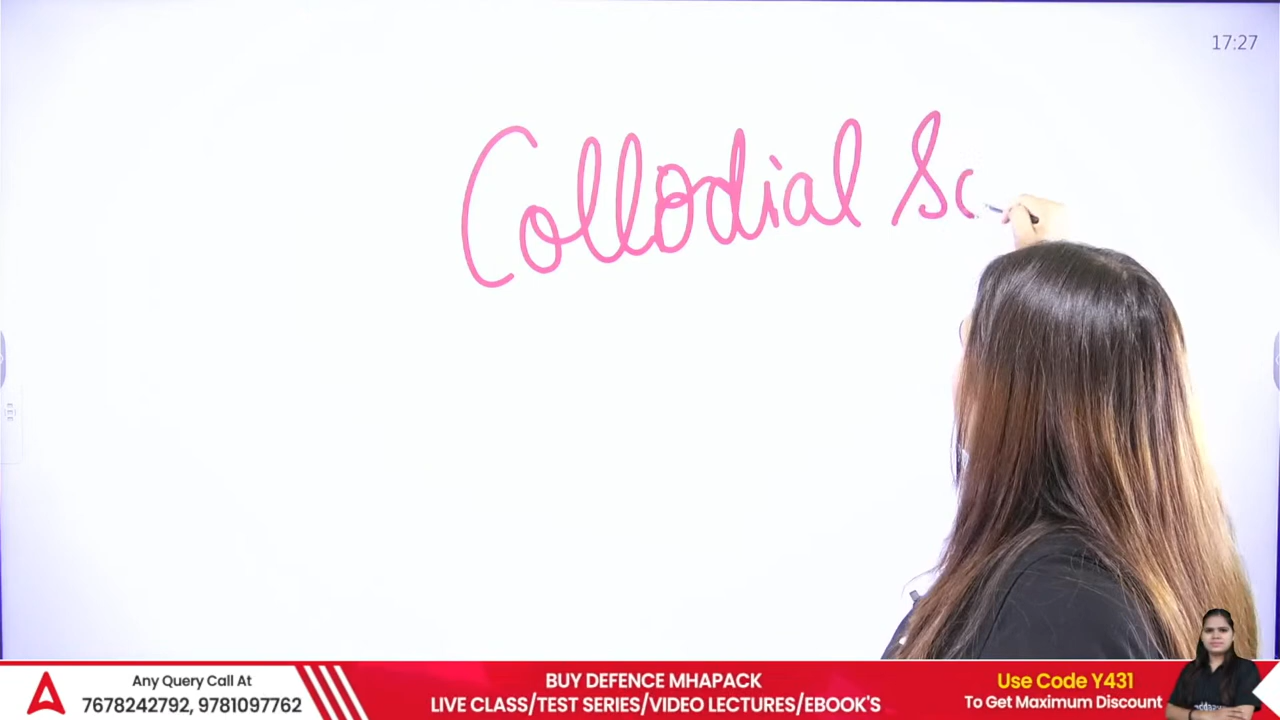 17:27
Collodial So
Any Query Call At
7678242792, 9781097762
BUY DEFENCE MHAPACK
LIVE CLASS/TEST SERIES/VIDEO LECTURES/EBOOK'S
Use Code Y431
To Get Maximum Discount